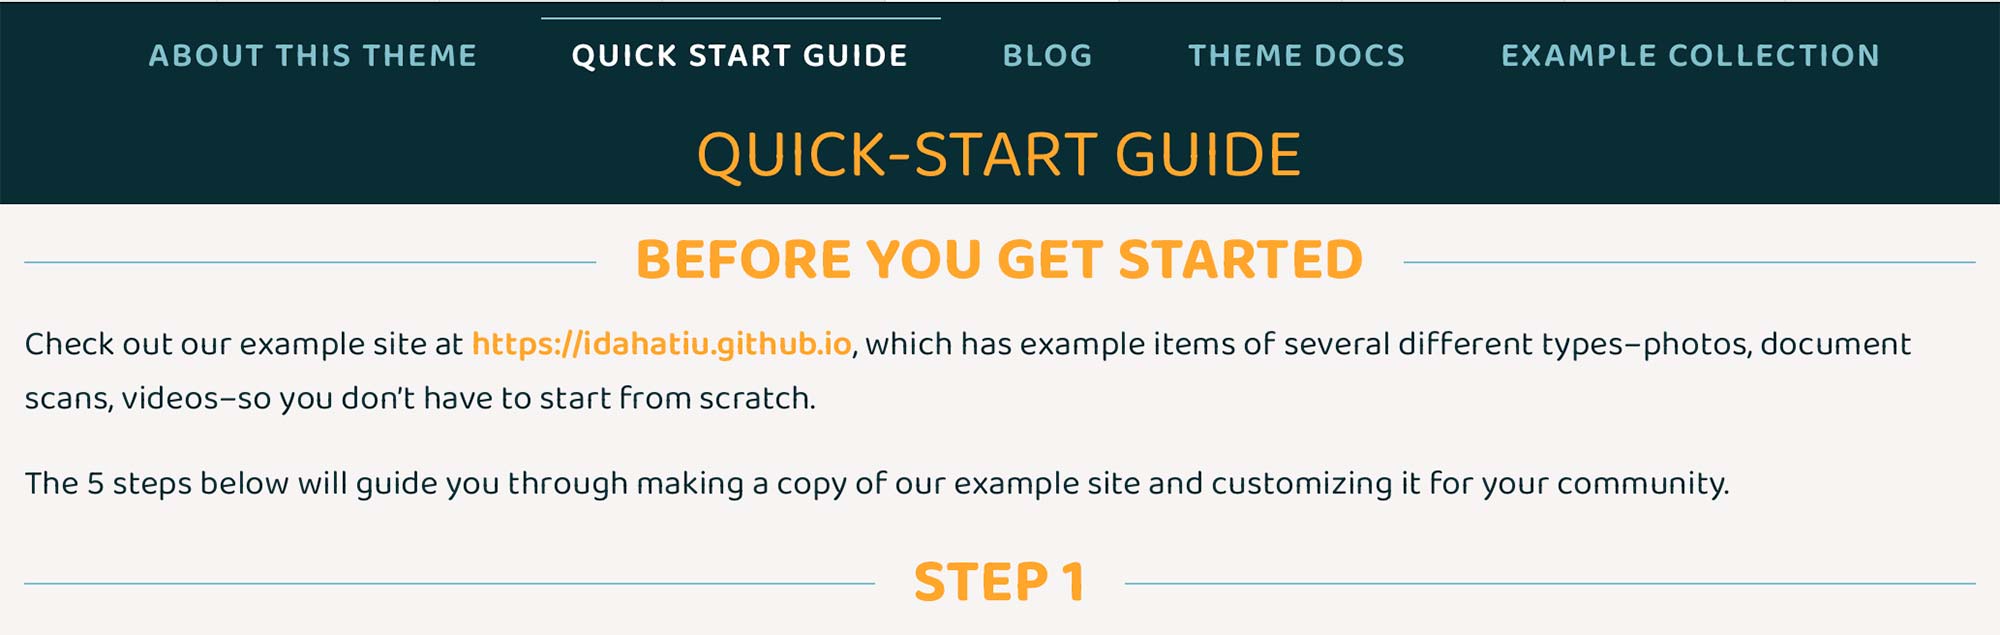 ABOUT THIS THEME QUICK START GUIDE BLOG THEME DOCS EXAMPLE COLLECTION
QUICK-START GUIDE
BEFORE YOU GET STARTED
Check out our example site at https://idahatiu.github.io, which has example items of several different types–photos, document
scans, videos–so you don't have to start from scratch.
The 5 steps below will guide you through making a copy of our example site and customizing it for your community.
STEP 1